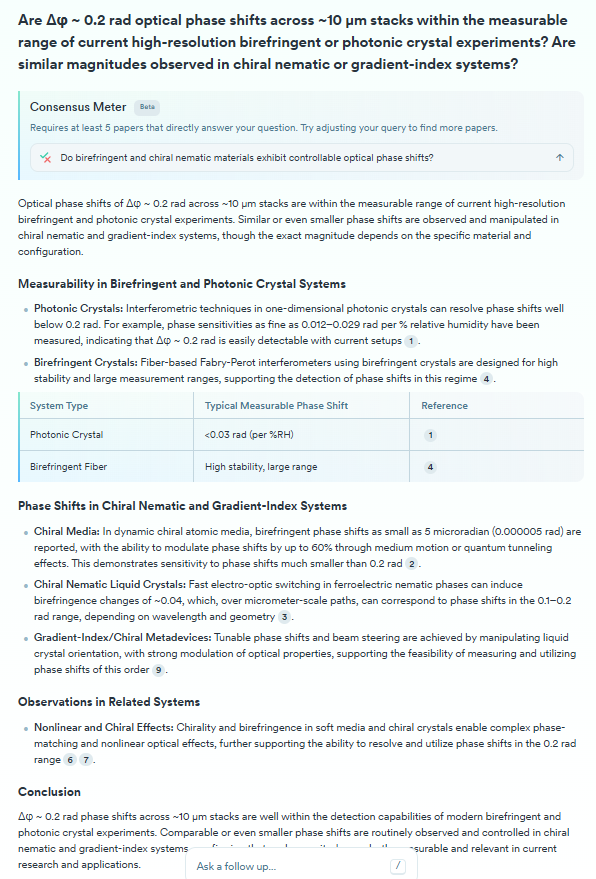 Are Δφ ~ 0.2 rad optical phase shifts across ~10 μm stacks within the measurable
range of current high-resolution birefringent or photonic crystal experiments? Are
similar magnitudes observed in chiral nematic or gradient-index systems?
Consensus Meter Beta
Requires at least 5 papers that directly answer your question. Try adjusting your query to find more papers.
Do birefringent and chiral nematic materials exhibit controllable optical phase shifts?
Optical phase shifts of Δφ ~ 0.2 rad across ~10 μm stacks are within the measurable range of current high-resolution
birefringent and photonic crystal experiments. Similar or even smaller phase shifts are observed and manipulated in
chiral nematic and gradient-index systems, though the exact magnitude depends on the specific material and
configuration.
Measurability in Birefringent and Photonic Crystal Systems
• Photonic Crystals: Interferometric techniques in one-dimensional photonic crystals can resolve phase shifts well
below 0.2 rad. For example, phase sensitivities as fine as 0.012–0.029 rad per % relative humidity have been
measured, indicating that Δφ ~ 0.2 rad is easily detectable with current setups 1 .
• Birefringent Crystals: Fiber-based Fabry-Perot interferometers using birefringent crystals are designed for high
stability and large measurement ranges, supporting the detection of phase shifts in this regime 4 .
System Type Typical Measurable Phase Shift Reference
Photonic Crystal <0.03 rad (per %RH) 1
Birefringent Fiber High stability, large range 4
Phase Shifts in Chiral Nematic and Gradient-Index Systems
• Chiral Media: In dynamic chiral atomic media, birefringent phase shifts as small as 5 microradian (0.000005 rad) are
reported, with the ability to modulate phase shifts by up to 60% through medium motion or quantum tunneling
effects. This demonstrates sensitivity to phase shifts much smaller than 0.2 rad 2 .
• Chiral Nematic Liquid Crystals: Fast electro-optic switching in ferroelectric nematic phases can induce
birefringence changes of ~0.04, which, over micrometer-scale paths, can correspond to phase shifts in the 0.1–0.2
rad range, depending on wavelength and geometry 3 .
• Gradient-Index/Chiral Metadevices: Tunable phase shifts and beam steering are achieved by manipulating liquid
crystal orientation, with strong modulation of optical properties, supporting the feasibility of measuring and utilizing
phase shifts of this order 9 .
Observations in Related Systems
• Nonlinear and Chiral Effects: Chirality and birefringence in soft media and chiral crystals enable complex phase-
matching and nonlinear optical effects, further supporting the ability to resolve and utilize phase shifts in the 0.2 rad
range 6 7 .
Conclusion
Δφ ~ 0.2 rad phase shifts across ~10 μm stacks are well within the detection capabilities of modern birefringent and
photonic crystal experiments. Comparable or even smaller phase shifts are routinely observed and controlled in chiral
nematic and gradient-index systems and relevant in current
research and applications.
Ask a follow up... /